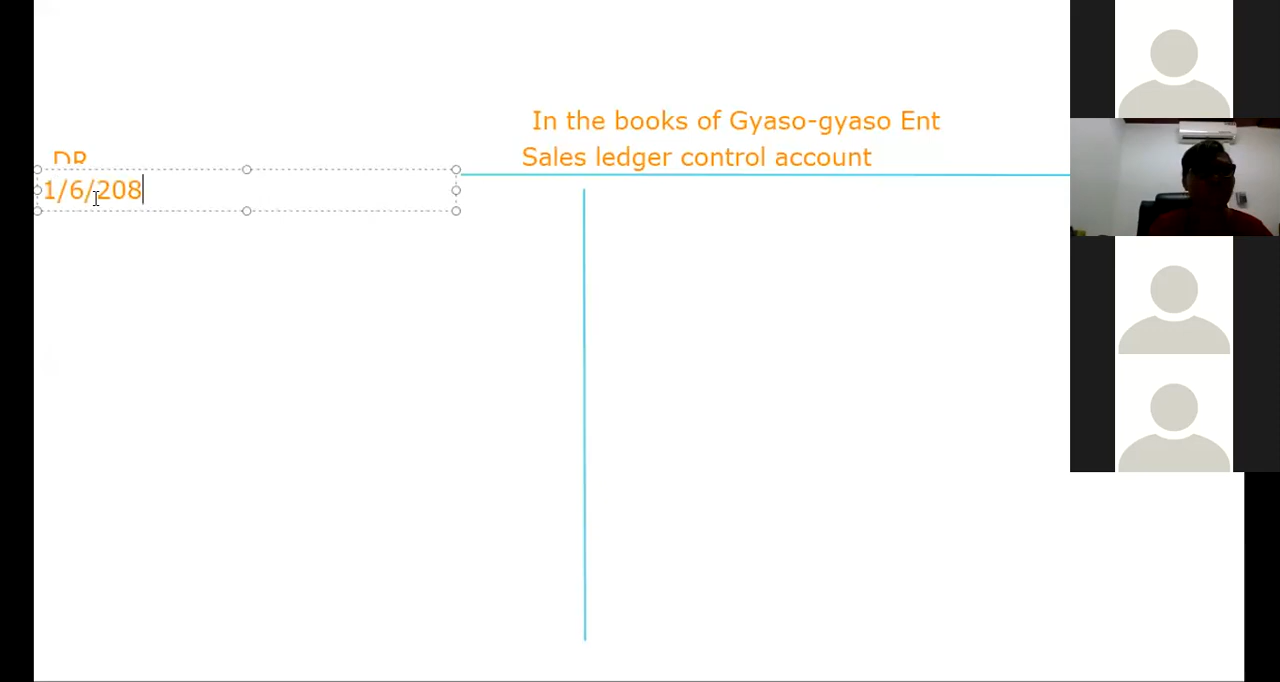 In the books of Gyaso-gyaso Ent
Sales ledger control account
DR
1/6/208